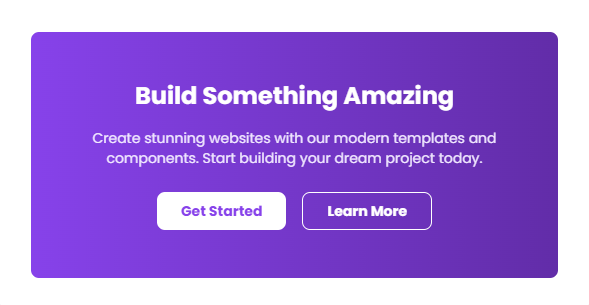 Build Something Amazing
Create stunning websites with our modern templates and
components. Start building your dream project today.
Get Started
Learn More